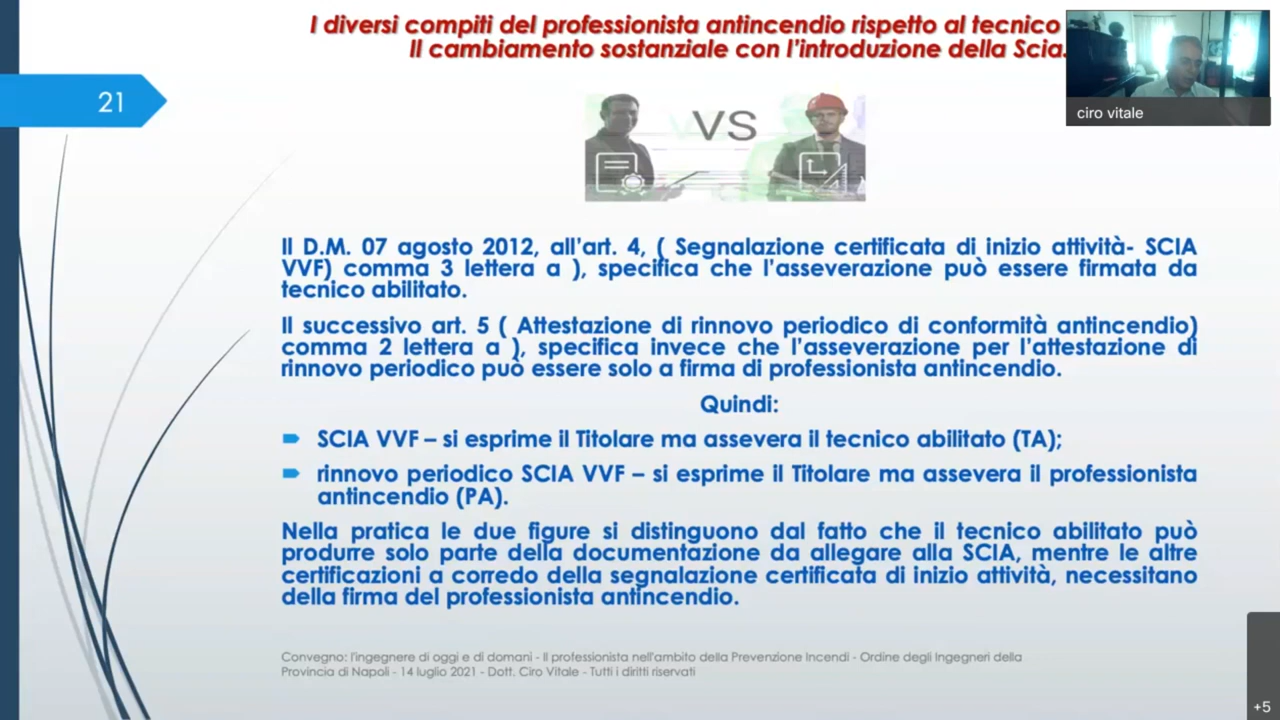 I diversi compiti del professionista antincendio rispetto al tecnico
Il cambiamento sostanziale con l'introduzione della Scia.
ciro vitale
21
VS
Il D.M. 07 agosto 2012, all'art. 4, ( Segnalazione certificata di inizio attività- SCIA
VVF) comma 3 lettera a ), specifica che l'asseverazione può essere firmata da
tecnico abilitato.
Il successivo art. 5 ( Attestazione di rinnovo periodico di conformità antincendio)
comma 2 lettera a ), specifica invece che l'asseverazione per l'attestazione di
rinnovo periodico può essere solo a firma di professionista antincendio.
Quindi:
SCIA VVF – si esprime il Titolare ma assevera il tecnico abilitato (TA);
rinnovo periodico SCIA VVF – si esprime il Titolare ma assevera il professionista
antincendio (PA).
Nella pratica le due figure si distinguono dal fatto che il tecnico abilitato può
produrre solo parte della documentazione da allegare alla SCIA, mentre le altre
certificazioni a corredo della segnalazione certificata di inizio attività, necessitano
della firma del professionista antincendio.
Convegno: l'ingegnere di oggi e di domani - Il professionista nell'ambito della Prevenzione Incendi - Ordine degli Ingegneri della
Provincia di Napoli - 14 luglio 2021 - Dott. Ciro Vitale - Tutti i diritti riservati
+5